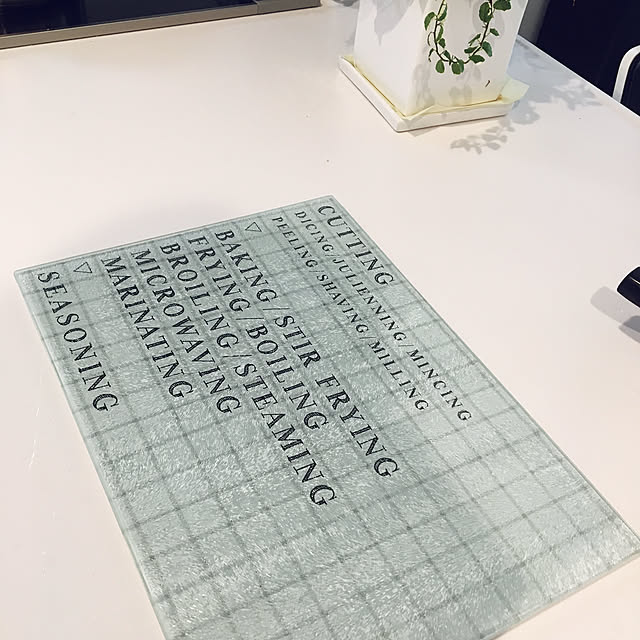 CUTTING
DICING/JULIENNING/MINCING
PEELING/SHAVING/MILLING
▽
BAKING/STIR FRYING
FRYING/BOILING
BROILING/STEAMING
MICROWAVING
MARINATING
▽
SEASONING